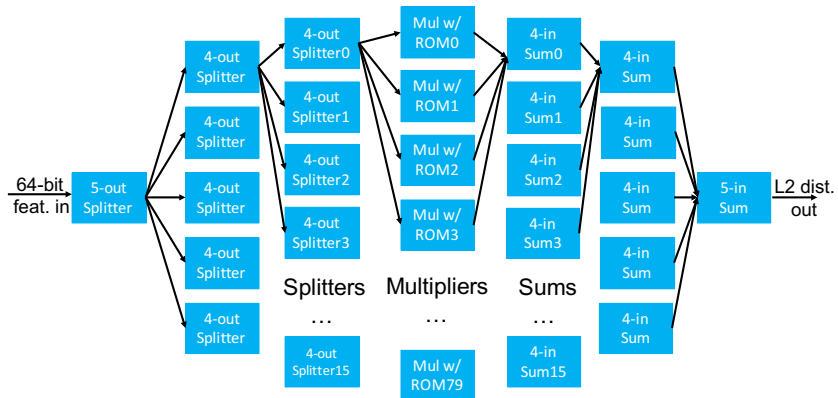 64-bit
feat. in
5-out
Splitter
4-out
Splitter
4-out
Splitter
4-out
Splitter
4-out
Splitter
4-out
Splitter
4-out
Splitter0
4-out
Splitter1
4-out
Splitter2
4-out
Splitter3
Splitters
...
4-out
Splitter15
Mul w/
ROM0
Mul w/
ROM1
Mul w/
ROM2
Mul w/
ROM3
Multipliers
...
Mul w/
ROM79
4-in
Sum0
4-in
Sum1
4-in
Sum2
4-in
Sum3
Sums
...
4-in
Sum15
4-in
Sum
4-in
Sum
4-in
Sum
4-in
Sum
4-in
Sum
5-in
Sum
L2 dist.
out